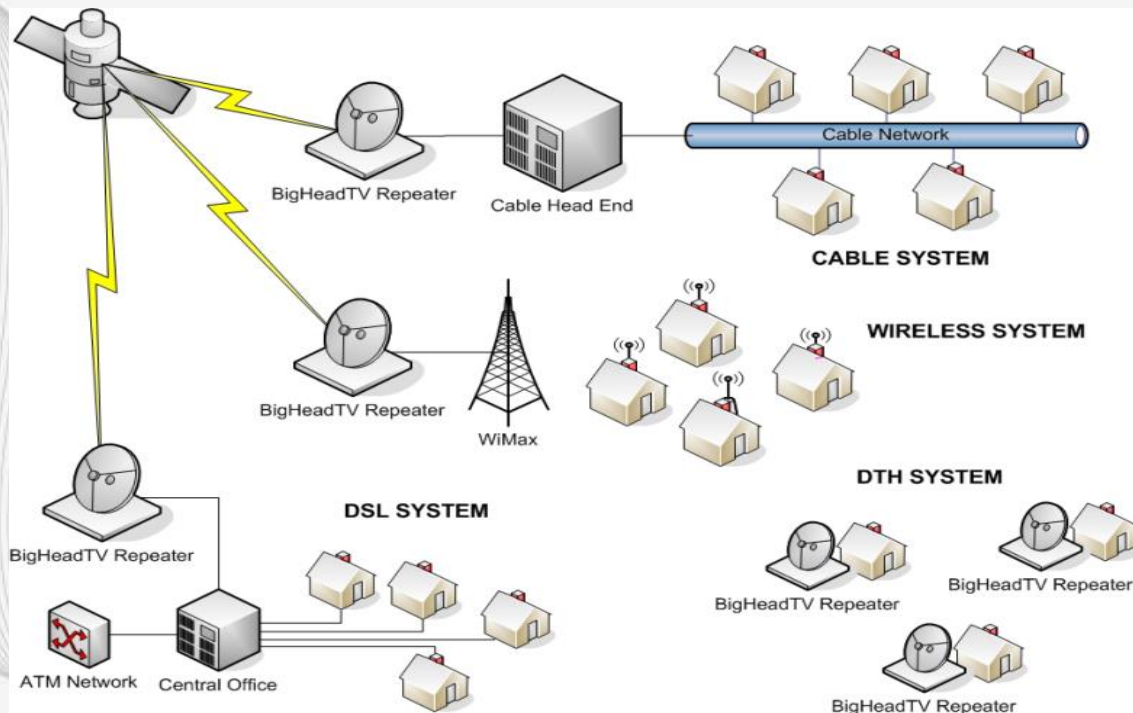 BigHeadTV Repeater
Cable Head End
Cable Network
CABLE SYSTEM
BigHeadTV Repeater
WiMax
WIRELESS SYSTEM
BigHeadTV Repeater
DSL SYSTEM
ATM Network
Central Office
DTH SYSTEM
BigHeadTV Repeater
BigHeadTV Repeater
BigHeadTV Repeater